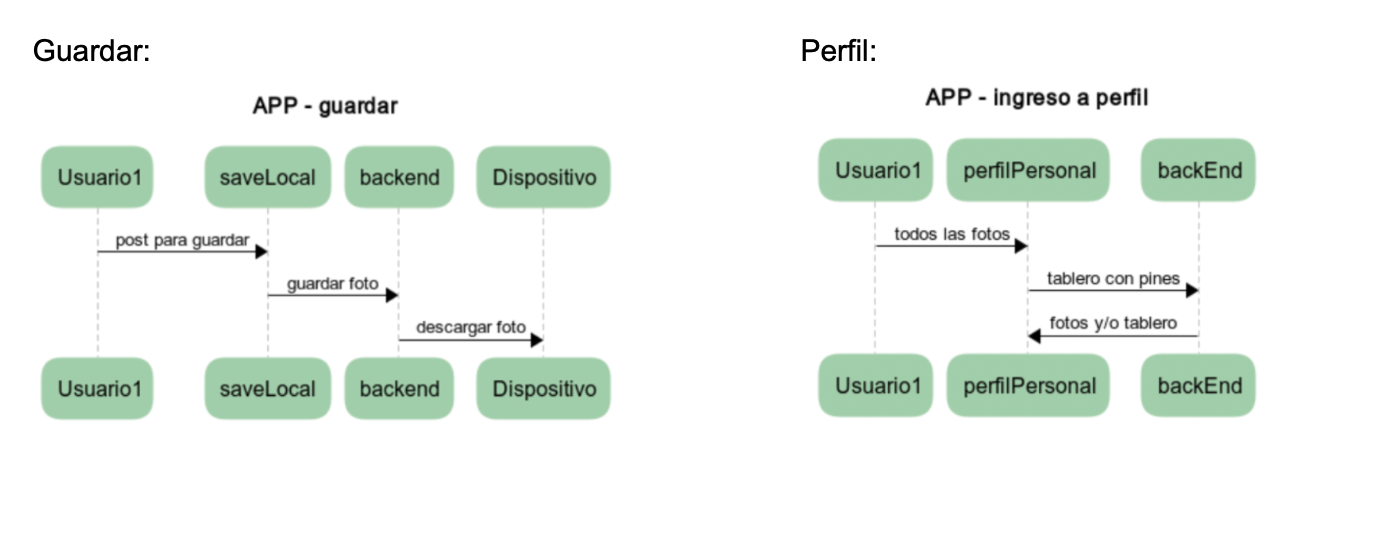 Guardar:
APP - guardar
Usuario1
saveLocal
backend
Dispositivo
post para guardar
guardar foto
descargar foto
Usuario1
saveLocal
backend
Dispositivo
Perfil:
APP - ingreso a perfil
Usuario1
perfilPersonal
backEnd
todos las fotos
tablero con pines
fotos y/o tablero
Usuario1
perfilPersonal
backEnd